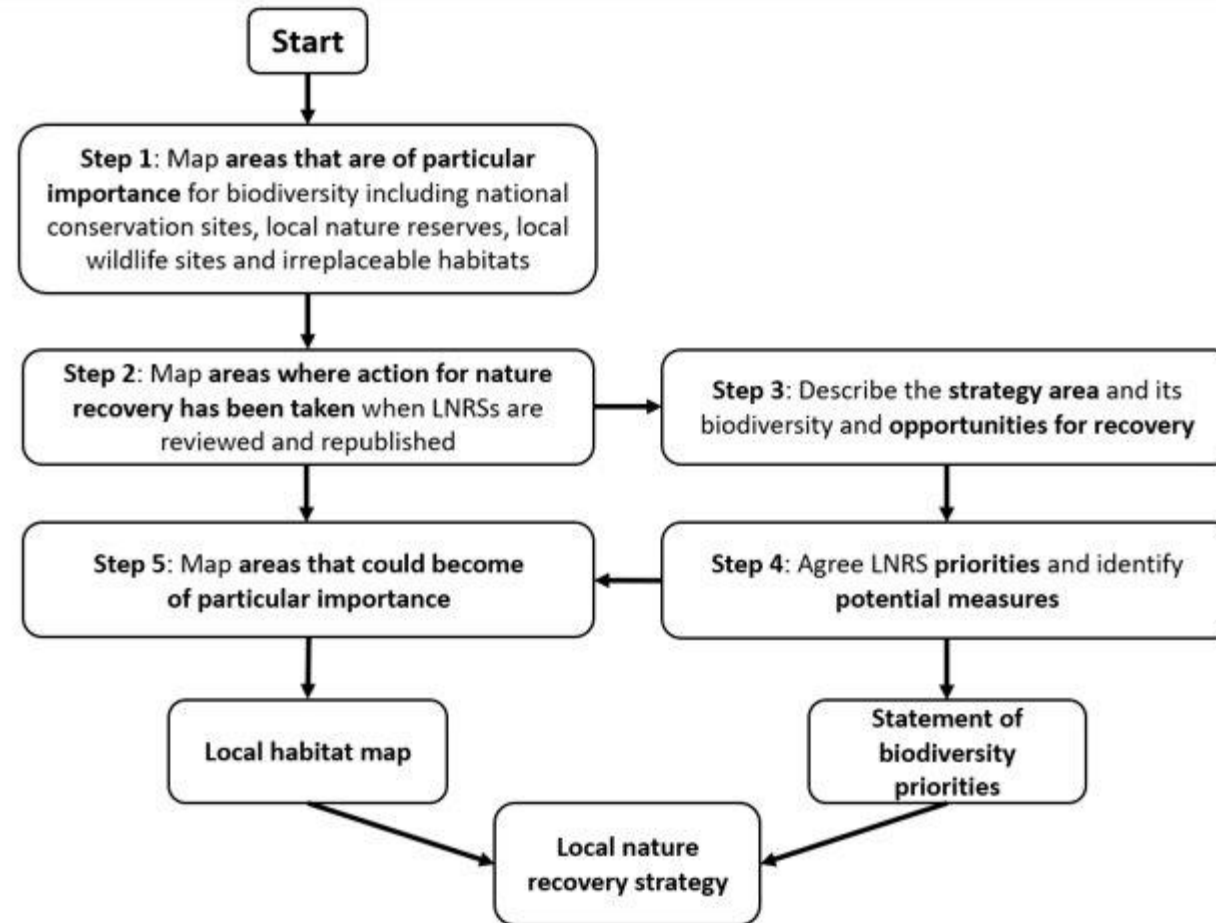 Start
Step 1: Map areas that are of particular
importance for biodiversity including national
conservation sites, local nature reserves, local
wildlife sites and irreplaceable habitats
Step 2: Map areas where action for nature
recovery has been taken when LNRSs are
reviewed and republished
Step 3: Describe the strategy area and its
biodiversity and opportunities for recovery
Step 4: Agree LNRS priorities and identify
potential measures
Step 5: Map areas that could become
of particular importance
Local habitat map
Statement of
biodiversity
priorities
Local nature
recovery strategy